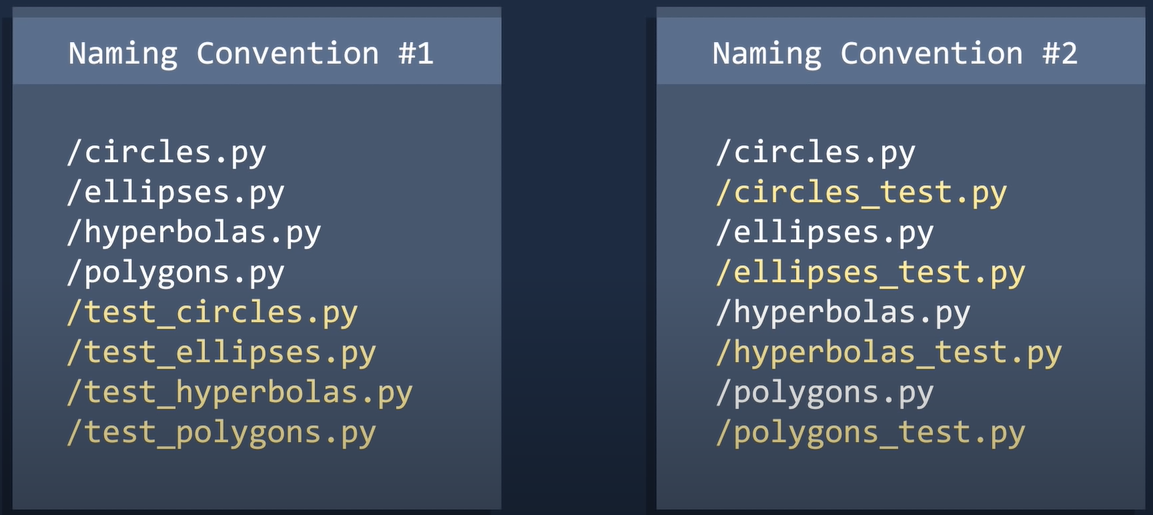 Naming Convention #1
/circles.py
/ellipses.py
/hyperbolas.py
/polygons.py
/test_circles.py
/test_ellipses.py
/test_hyperbolas.py
/test_polygons.py
Naming Convention #2
/circles.py
/circles_test.py
/ellipses.py
/ellipses_test.py
/hyperbolas.py
/hyperbolas_test.py
/polygons.py
/polygons_test.py